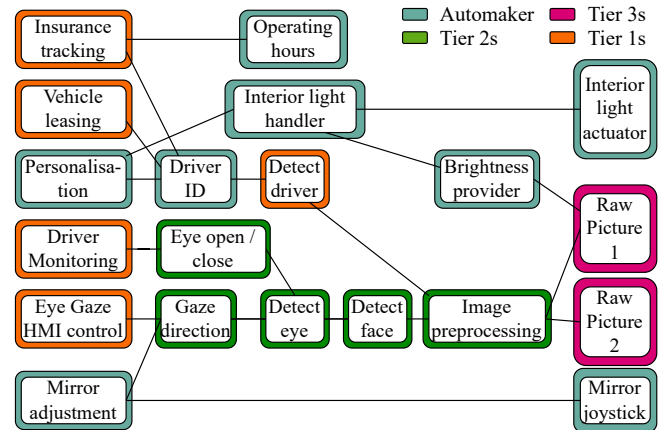 Automaker
Tier 3s
Tier 2s
Tier 1s
Insurance
tracking
Operating
hours
Vehicle
leasing
Interior light
handler
Interior
light
actuator
Personalisa-
tion
Driver
ID
Detect
driver
Brightness
provider
Raw
Picture
1
Driver
Monitoring
Eye open /
close
Eye Gaze
HMI control
Gaze
direction
Detect
eye
Detect
face
Image
preprocessing
Raw
Picture
2
Mirror
adjustment
Mirror
joystick